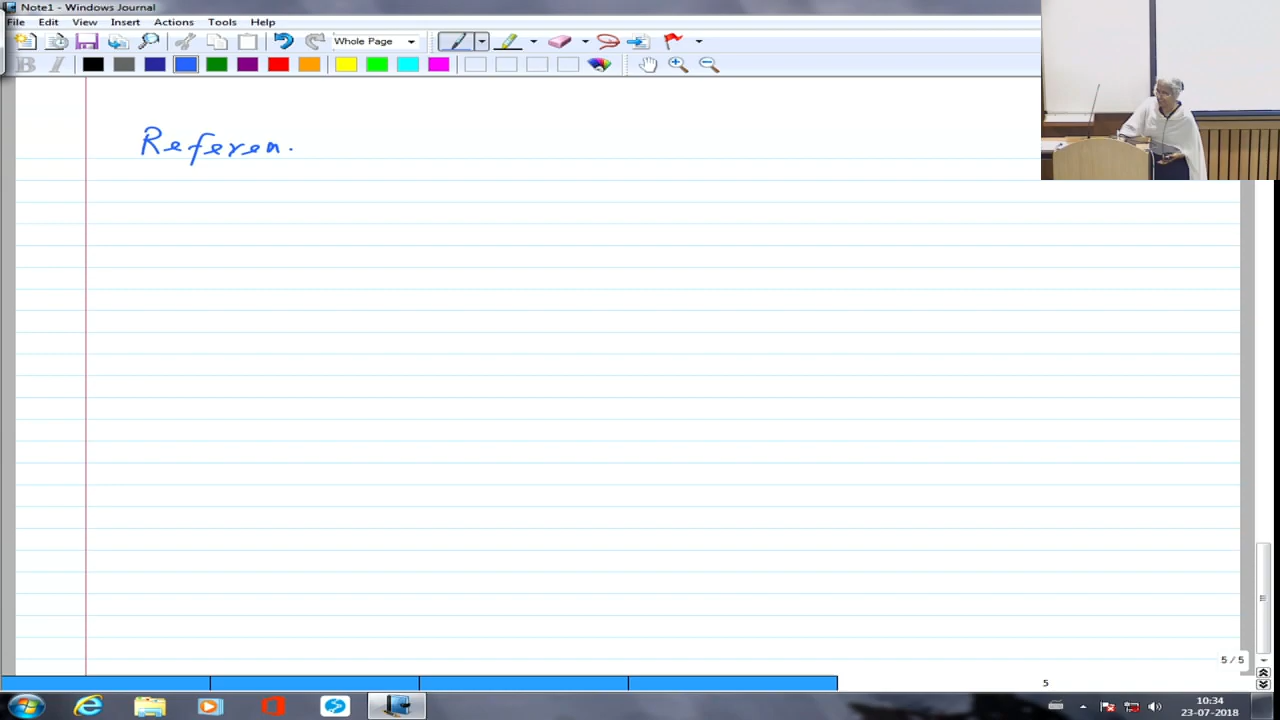 Note1 - Windows Journal
File Edit View Insert Actions Tools Help
Whole Page
B I
Referen.
5 / 5
5
10:34
23-07-2018